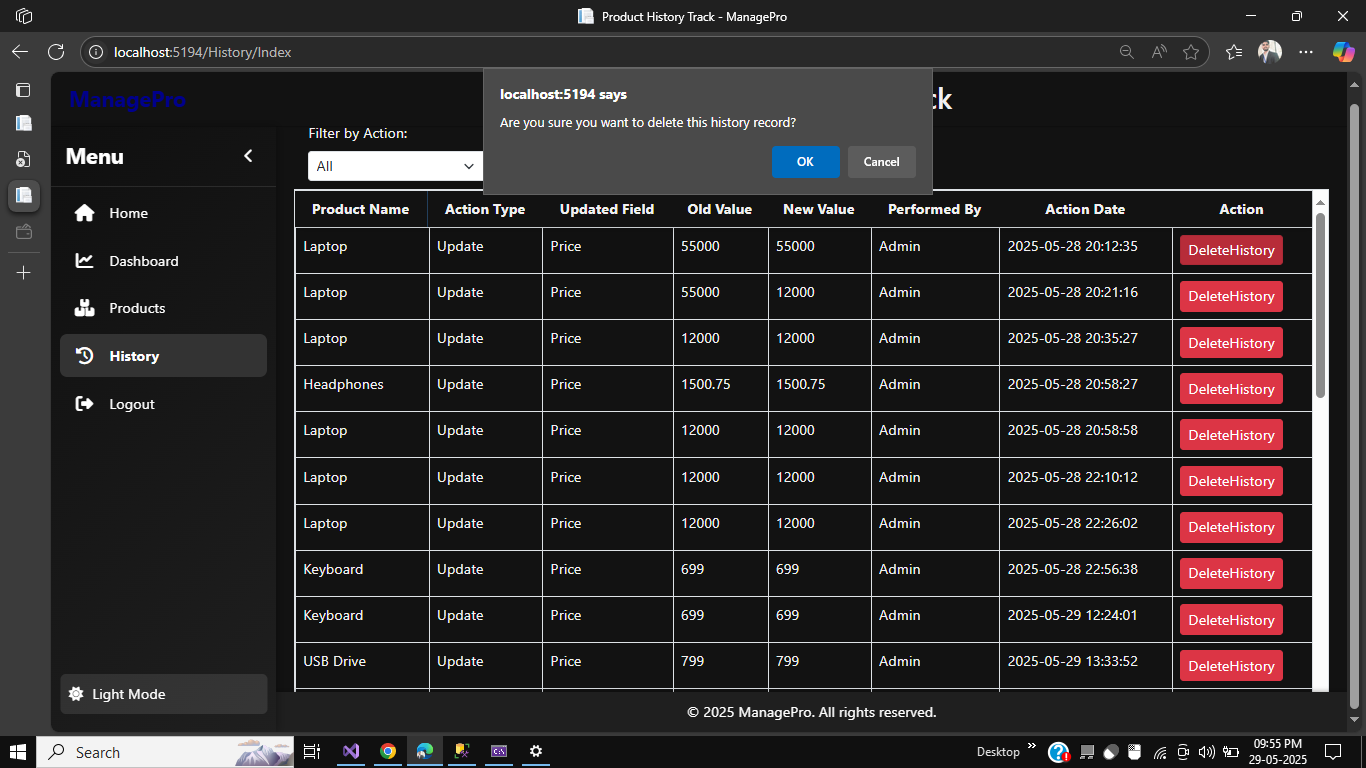 Product History Track - ManagePro
localhost:5194/History/Index
ManagePro
ck
localhost:5194 says
Are you sure you want to delete this history record?
OK Cancel
Filter by Action:
All
Menu
Home
Dashboard
Products
History
Logout
Light Mode
Product Name Action Type Updated Field Old Value New Value Performed By Action Date Action
Laptop Update Price 55000 55000 Admin 2025-05-28 20:12:35 DeleteHistory
Laptop Update Price 55000 12000 Admin 2025-05-28 20:21:16 DeleteHistory
Laptop Update Price 12000 12000 Admin 2025-05-28 20:35:27 DeleteHistory
Headphones Update Price 1500.75 1500.75 Admin 2025-05-28 20:58:27 DeleteHistory
Laptop Update Price 12000 12000 Admin 2025-05-28 20:58:58 DeleteHistory
Laptop Update Price 12000 12000 Admin 2025-05-28 22:10:12 DeleteHistory
Laptop Update Price 12000 12000 Admin 2025-05-28 22:26:02 DeleteHistory
Keyboard Update Price 699 699 Admin 2025-05-28 22:56:38 DeleteHistory
Keyboard Update Price 699 699 Admin 2025-05-29 12:24:01 DeleteHistory
USB Drive Update Price 799 799 Admin 2025-05-29 13:33:52 DeleteHistory
© 2025 ManagePro. All rights reserved.
Search
Desktop
09:55 PM
29-05-2025